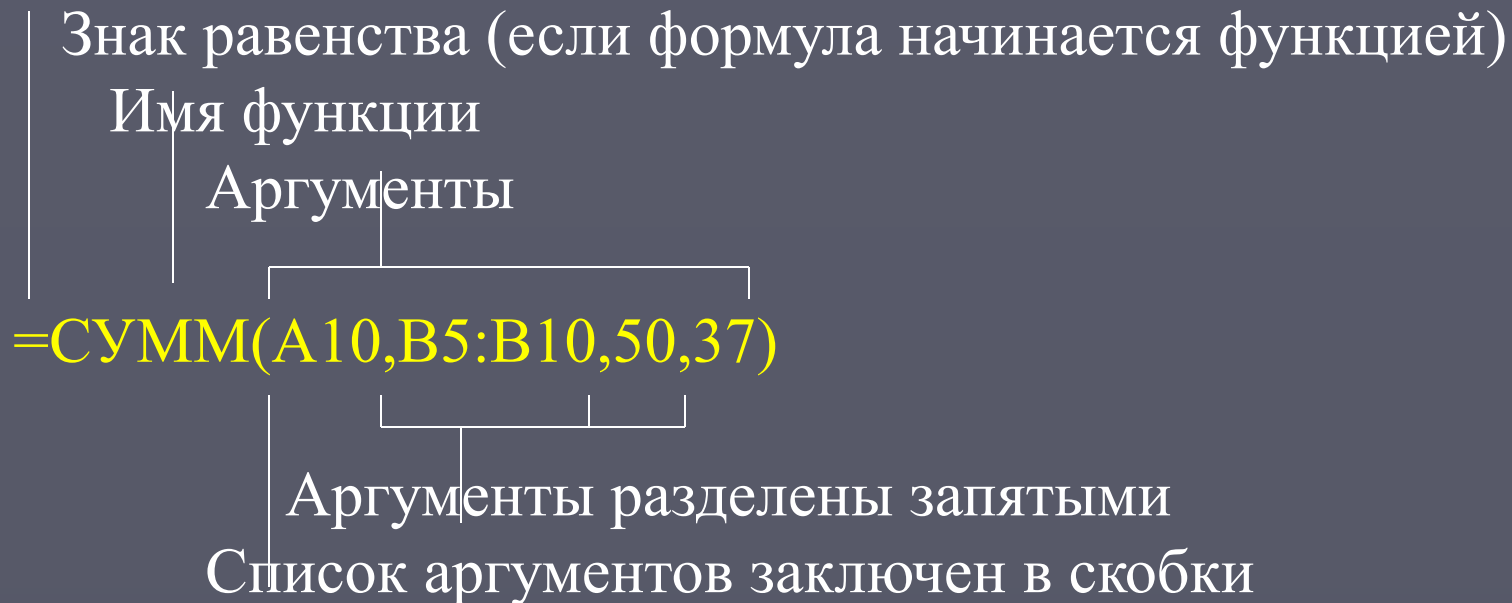 Знак равенства (если формула начинается функцией)
Имя функции
Аргументы
=СУММ(A10,B5:B10,50,37)
Аргументы разделены запятыми
Список аргументов заключен в скобки